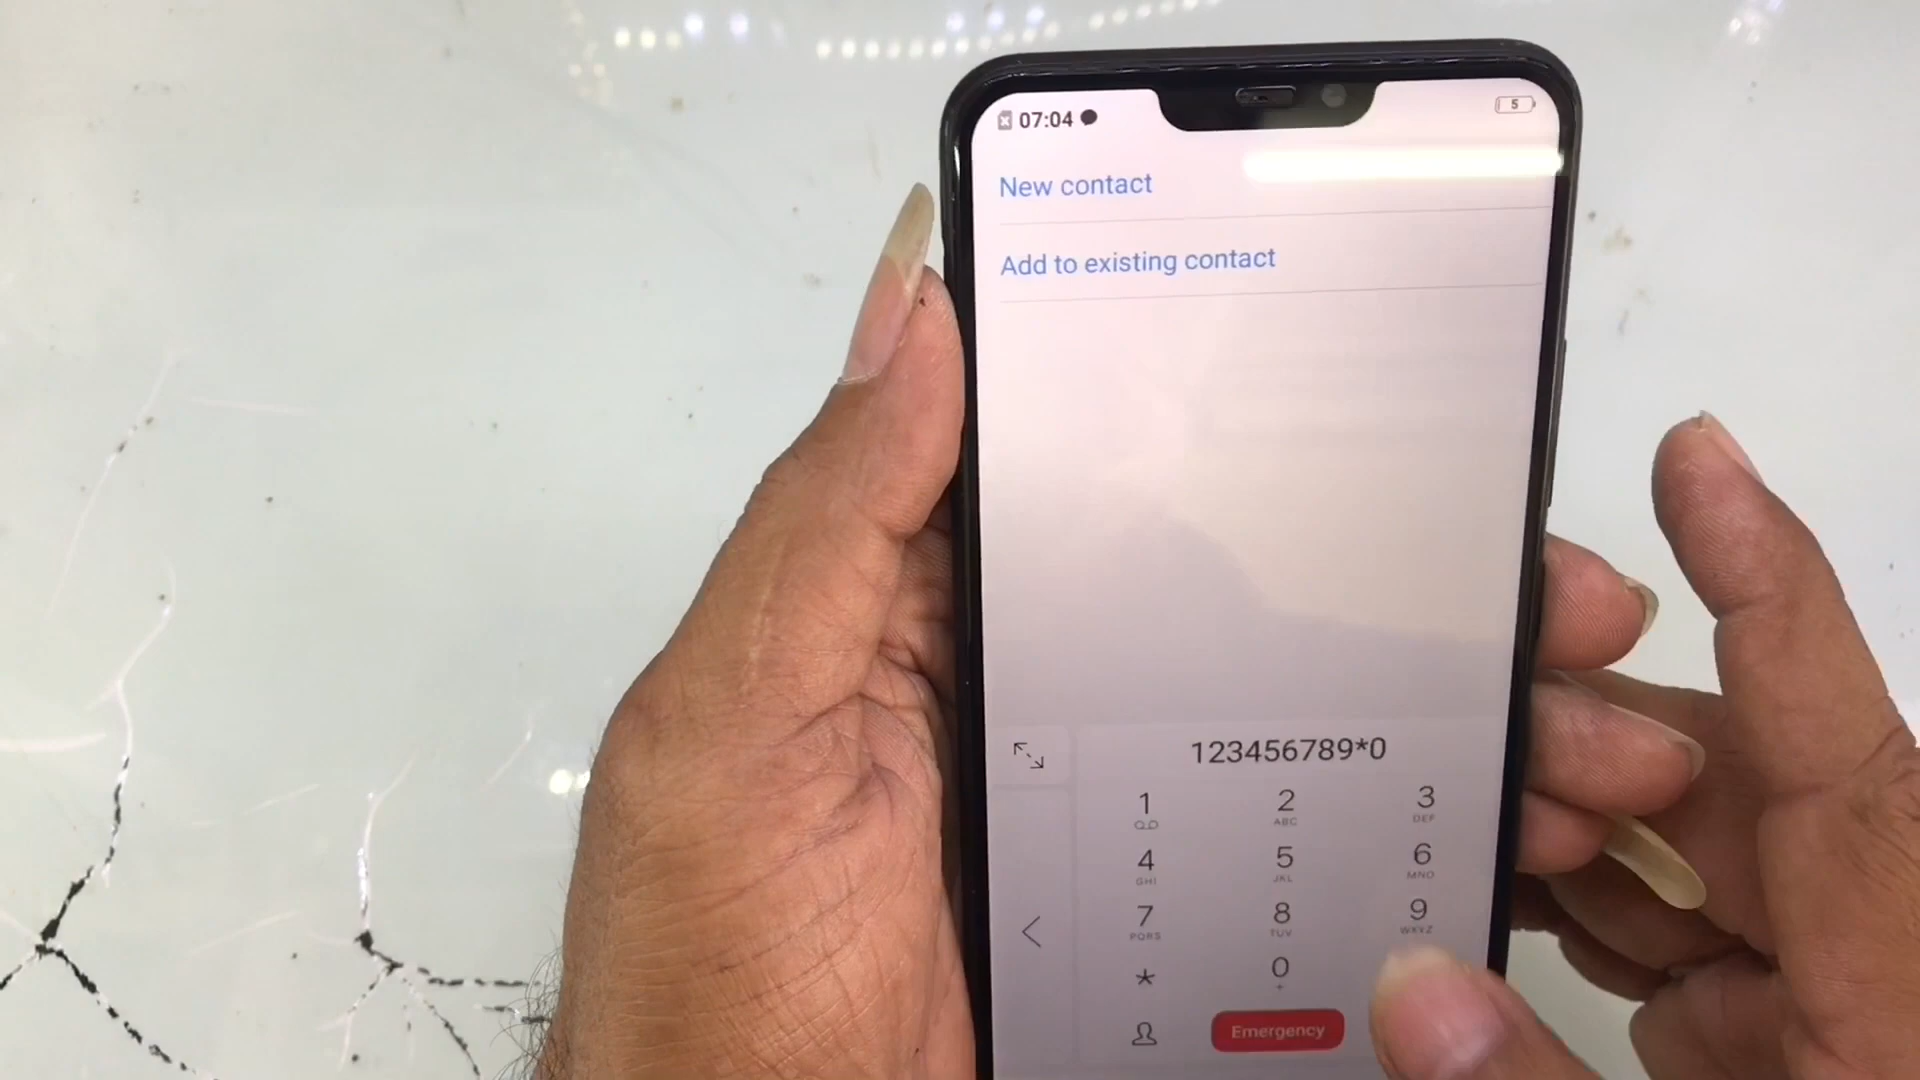 07:04
5
New contact
Add to existing contact
123456789*0
1 2 3
ABC DEF
4 5 6
GHI JKL MNO
7 8 9
PQRS TUV WXYZ
* 0
+
Emergency